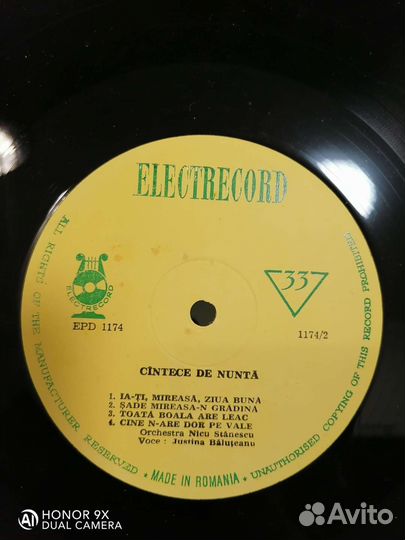 ELECTRECORD
ALL RIGHTS OF THE MANUFACTURER RESERVED ★ MADE IN ROMANIA ★ UNAUTHORISED COPYING OF THIS RECORD PROHIBITED
ELECTRECORD
33
EPD 1174
1174/2
CÎNTECE DE NUNTĂ
1. IA-ȚI, MIREASĂ, ZIUA BUNĂ
2. ȘADE MIREASA-N GRĂDINĂ
3. TOATĂ BOALA ARE LEAC
4. CINE N-ARE DOR PE VALE
Orchestra Nicu Stănescu
Voce : Justina Băluțeanu
HONOR 9X
DUAL CAMERA
Avito